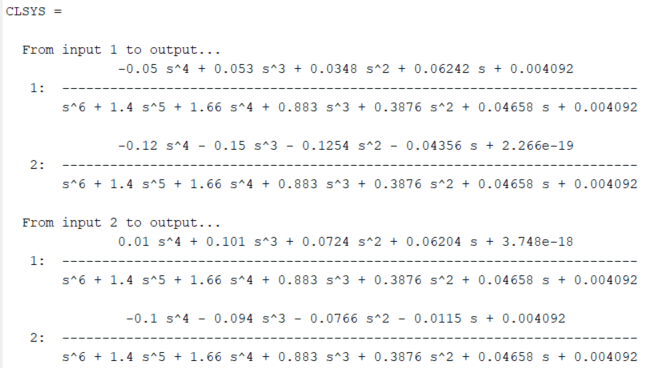 CLSYS =
From input 1 to output...
-0.05 s^4 + 0.053 s^3 + 0.0348 s^2 + 0.06242 s + 0.004092
1: ----------------------------------------------------------------------
s^6 + 1.4 s^5 + 1.66 s^4 + 0.883 s^3 + 0.3876 s^2 + 0.04658 s + 0.004092
-0.12 s^4 - 0.15 s^3 - 0.1254 s^2 - 0.04356 s + 2.266e-19
2: ----------------------------------------------------------------------
s^6 + 1.4 s^5 + 1.66 s^4 + 0.883 s^3 + 0.3876 s^2 + 0.04658 s + 0.004092
From input 2 to output...
0.01 s^4 + 0.101 s^3 + 0.0724 s^2 + 0.06204 s + 3.748e-18
1: ----------------------------------------------------------------------
s^6 + 1.4 s^5 + 1.66 s^4 + 0.883 s^3 + 0.3876 s^2 + 0.04658 s + 0.004092
-0.1 s^4 - 0.094 s^3 - 0.0766 s^2 - 0.0115 s + 0.004092
2: ----------------------------------------------------------------------
s^6 + 1.4 s^5 + 1.66 s^4 + 0.883 s^3 + 0.3876 s^2 + 0.04658 s + 0.004092